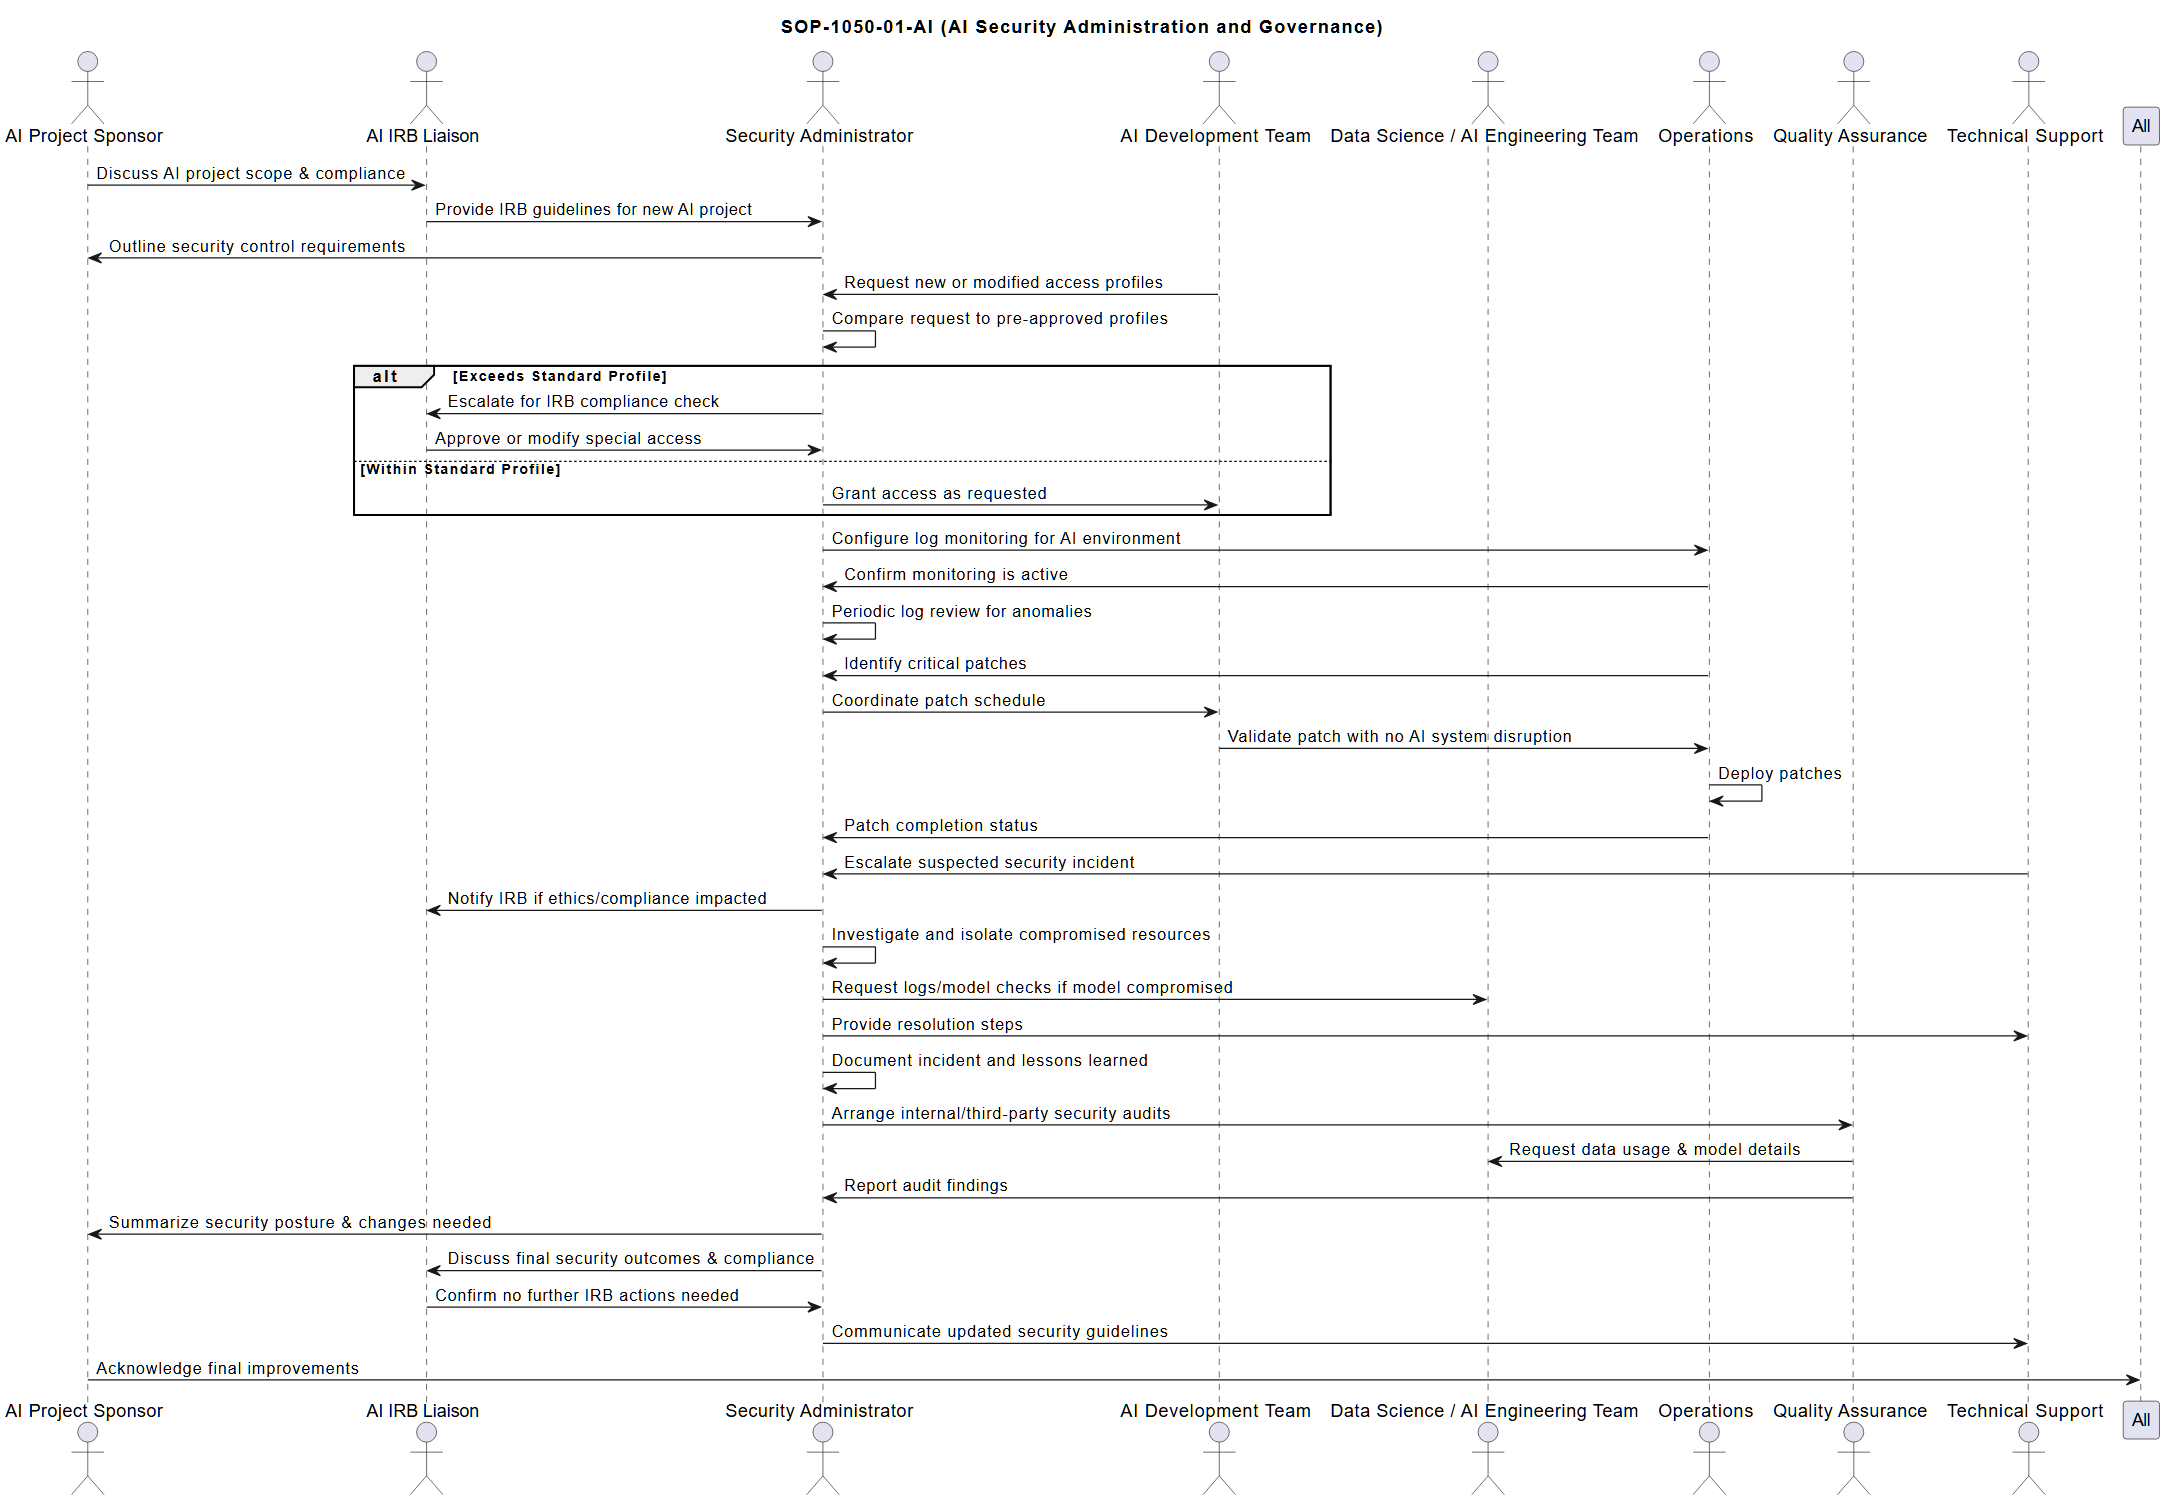 SOP-1050-01-AI (AI Security Administration and Governance)
AI Project Sponsor
AI IRB Liaison
Security Administrator
AI Development Team
Data Science / AI Engineering Team
Operations
Quality Assurance
Technical Support
All
Discuss AI project scope & compliance
Provide IRB guidelines for new AI project
Outline security control requirements
Request new or modified access profiles
Compare request to pre-approved profiles
alt
[Exceeds Standard Profile]
Escalate for IRB compliance check
Approve or modify special access
[Within Standard Profile]
Grant access as requested
Configure log monitoring for AI environment
Confirm monitoring is active
Periodic log review for anomalies
Identify critical patches
Coordinate patch schedule
Validate patch with no AI system disruption
Deploy patches
Patch completion status
Escalate suspected security incident
Notify IRB if ethics/compliance impacted
Investigate and isolate compromised resources
Request logs/model checks if model compromised
Provide resolution steps
Document incident and lessons learned
Arrange internal/third-party security audits
Request data usage & model details
Report audit findings
Summarize security posture & changes needed
Discuss final security outcomes & compliance
Confirm no further IRB actions needed
Communicate updated security guidelines
Acknowledge final improvements
AI Project Sponsor
AI IRB Liaison
Security Administrator
AI Development Team
Data Science / AI Engineering Team
Operations
Quality Assurance
Technical Support
All